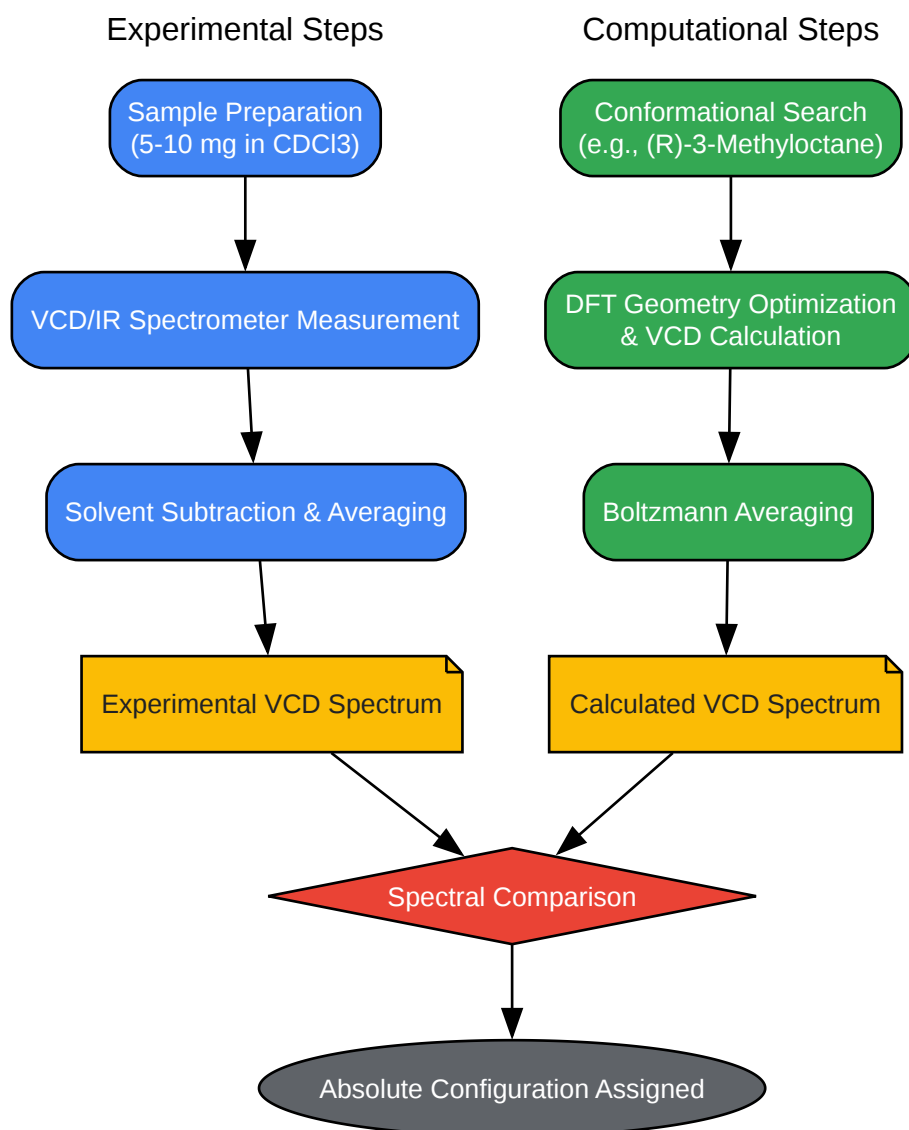 Experimental Steps
Computational Steps
Sample Preparation
(5-10 mg in CDCl3)
Conformational Search
(e.g., (R)-3-Methyloctane)
VCD/IR Spectrometer Measurement
DFT Geometry Optimization
& VCD Calculation
Solvent Subtraction & Averaging
Boltzmann Averaging
Experimental VCD Spectrum
Calculated VCD Spectrum
Spectral Comparison
Absolute Configuration Assigned